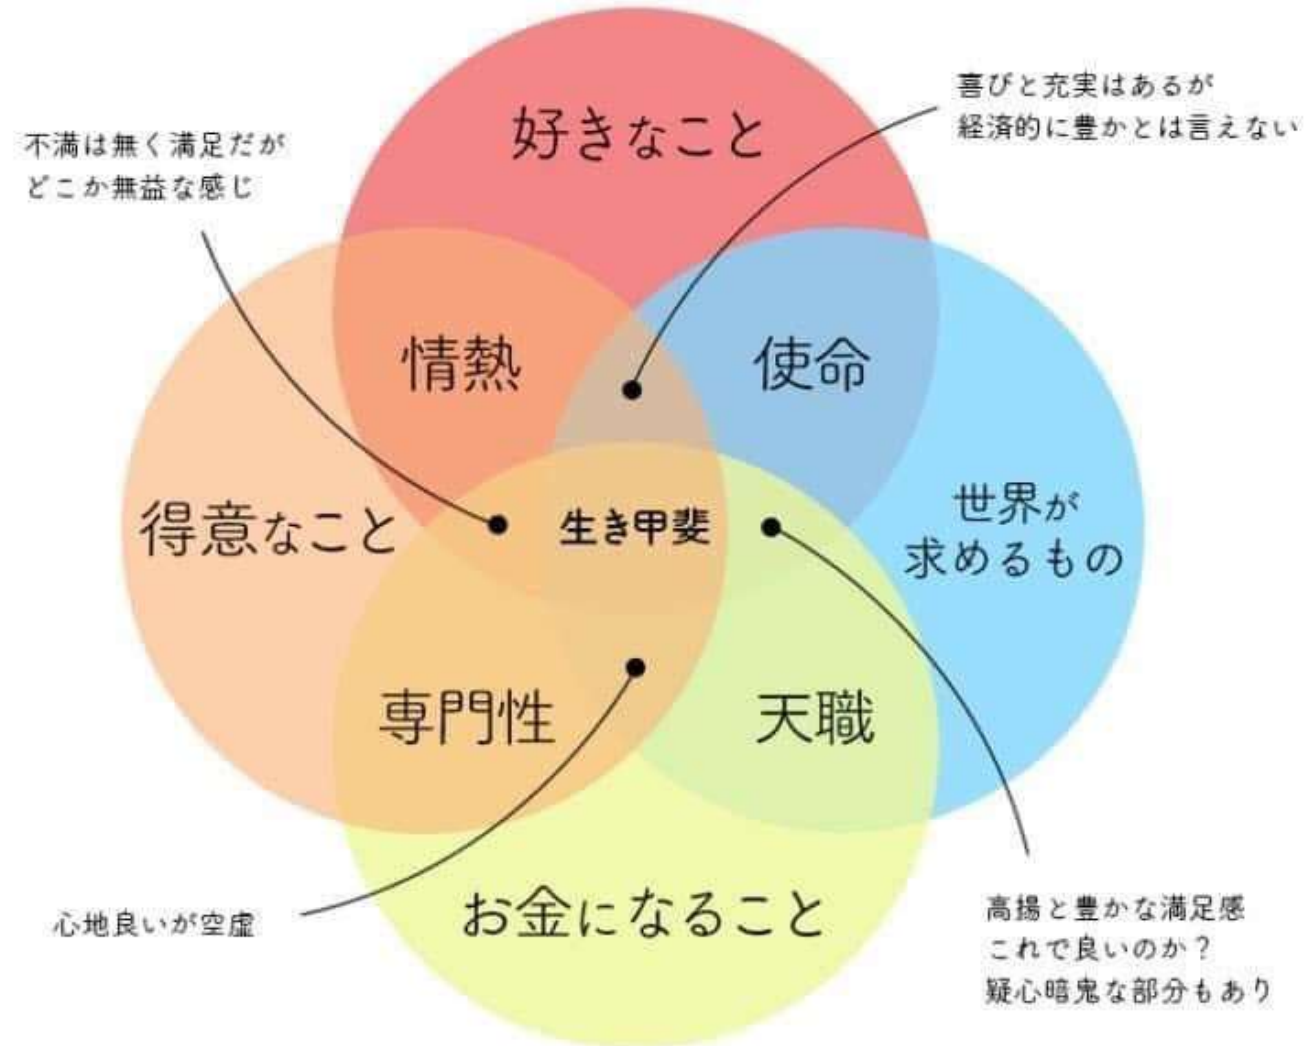 好きなこと
喜びと充実はあるが
経済的に豊かとは言えない
不満は無く満足だが
どこか無益な感じ
情熱
使命
得意なこと
生き甲斐
世界が
求めるもの
専門性
天職
お金になること
心地良いが空虚
高揚と豊かな満足感
これで良いのか？
疑心暗鬼な部分もあり